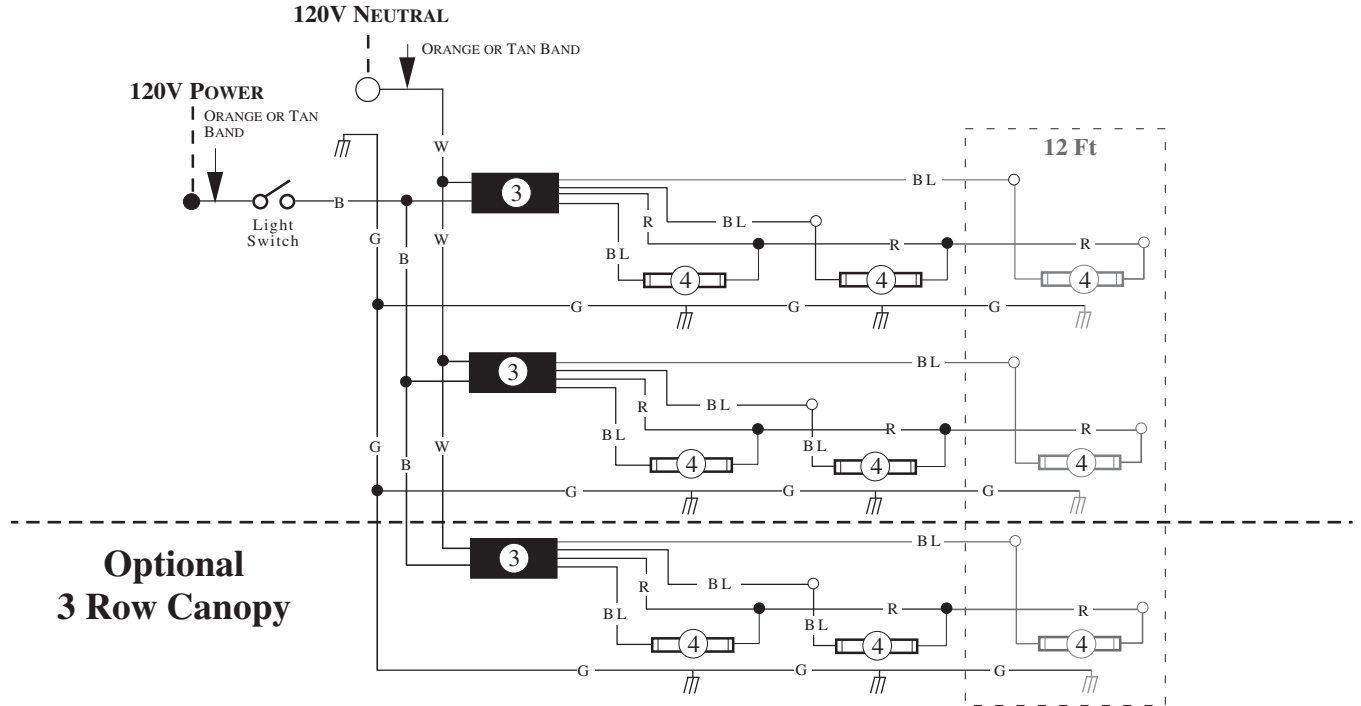 120V NEUTRAL
ORANGE OR TAN BAND
120V POWER
ORANGE OR TAN
BAND
12 Ft
W
3
BL
B
Light
Switch
R
BL
G
W
B
BL
R
R
4
4
4
G
G
G
3
BL
R
BL
G
B
W
BL
BL
R
R
4
4
4
G
G
G
Optional
3 Row Canopy
3
BL
R
BL
BL
BL
R
R
4
4
4
G
G
G